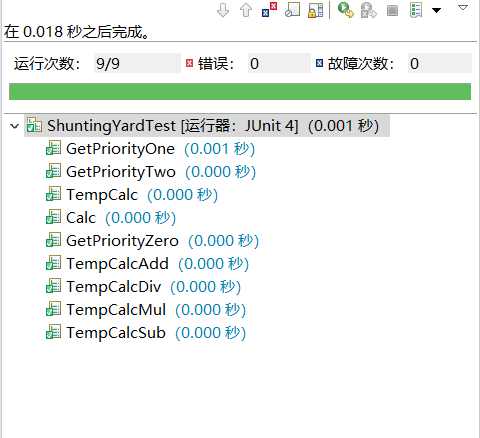 在 0.018 秒之后完成。
运行次数： 9/9 错误： 0 故障次数： 0
ShuntingYardTest [运行器：JUnit 4]（0.001 秒）
GetPriorityOne（0.001 秒）
GetPriorityTwo（0.000 秒）
TempCalc（0.000 秒）
Calc（0.000 秒）
GetPriorityZero（0.000 秒）
TempCalcAdd（0.000 秒）
TempCalcDiv（0.000 秒）
TempCalcMul（0.000 秒）
TempCalcSub（0.000 秒）